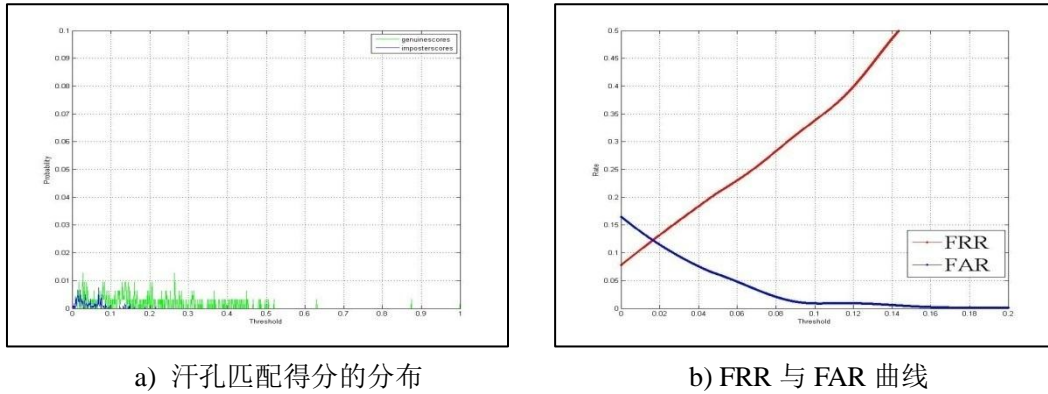 genuinescores
imposterscores
Probability
0.1
0.09
0.08
0.07
0.06
0.05
0.04
0.03
0.02
0.01
0
0 0.1 0.2 0.3 0.4 0.5 0.6 0.7 0.8 0.9 1
Threshold
a) 汗孔匹配得分的分布
Rate
0.5
0.45
0.4
0.35
0.3
0.25
0.2
0.15
0.1
0.05
0
FRR
FAR
0 0.02 0.04 0.06 0.08 0.1 0.12 0.14 0.16 0.18 0.2
Threshold
b) FRR 与 FAR 曲线